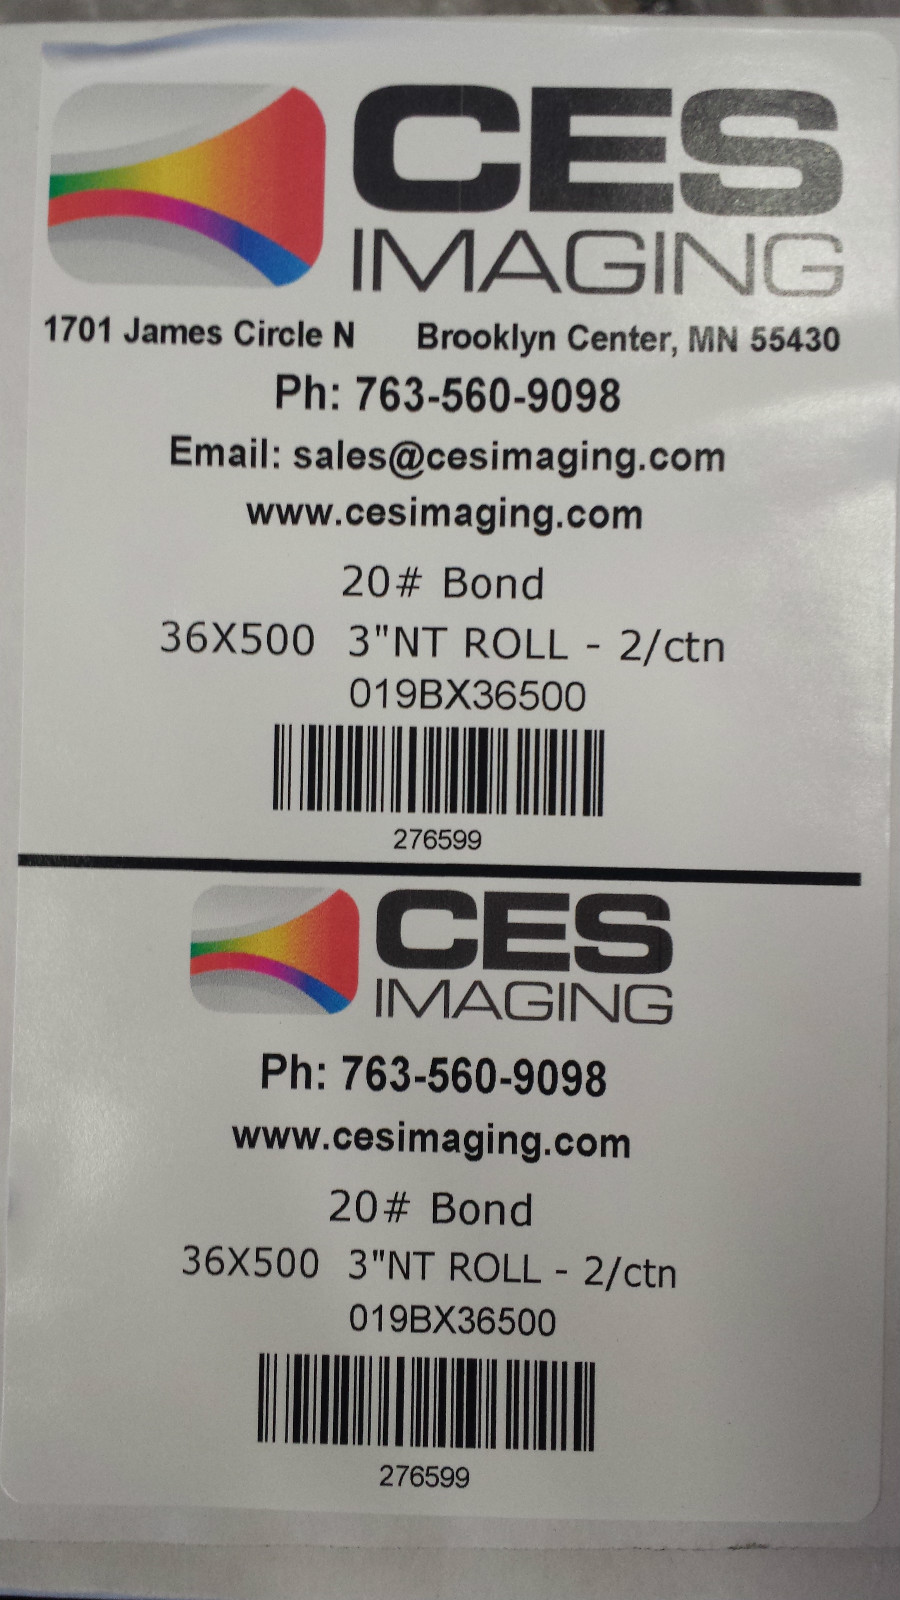 CES
IMAGING
1701 James Circle N Brooklyn Center, MN 55430
Ph: 763-560-9098
Email: sales@cesimaging.com
www.cesimaging.com
20# Bond
36X500 3"NT ROLL - 2/ctn
019BX36500
276599
CES
IMAGING
Ph: 763-560-9098
www.cesimaging.com
20# Bond
36X500 3"NT ROLL - 2/ctn
019BX36500
276599